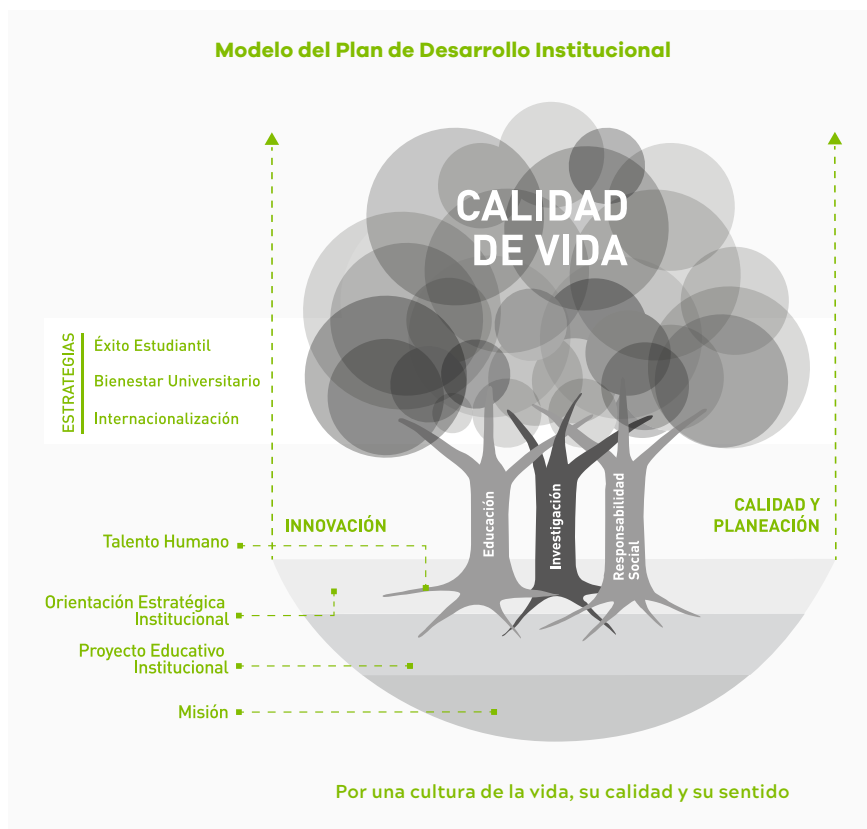 Modelo del Plan de Desarrollo Institucional
CALIDAD
DE VIDA
ESTRATEGIAS
Éxito Estudiantil
Bienestar Universitario
Internacionalización
Educación
Investigación
Responsabilidad
Social
INNOVACIÓN
CALIDAD Y
PLANEACIÓN
Talento Humano
Orientación Estratégica
Institucional
Proyecto Educativo
Institucional
Misión
Por una cultura de la vida, su calidad y su sentido